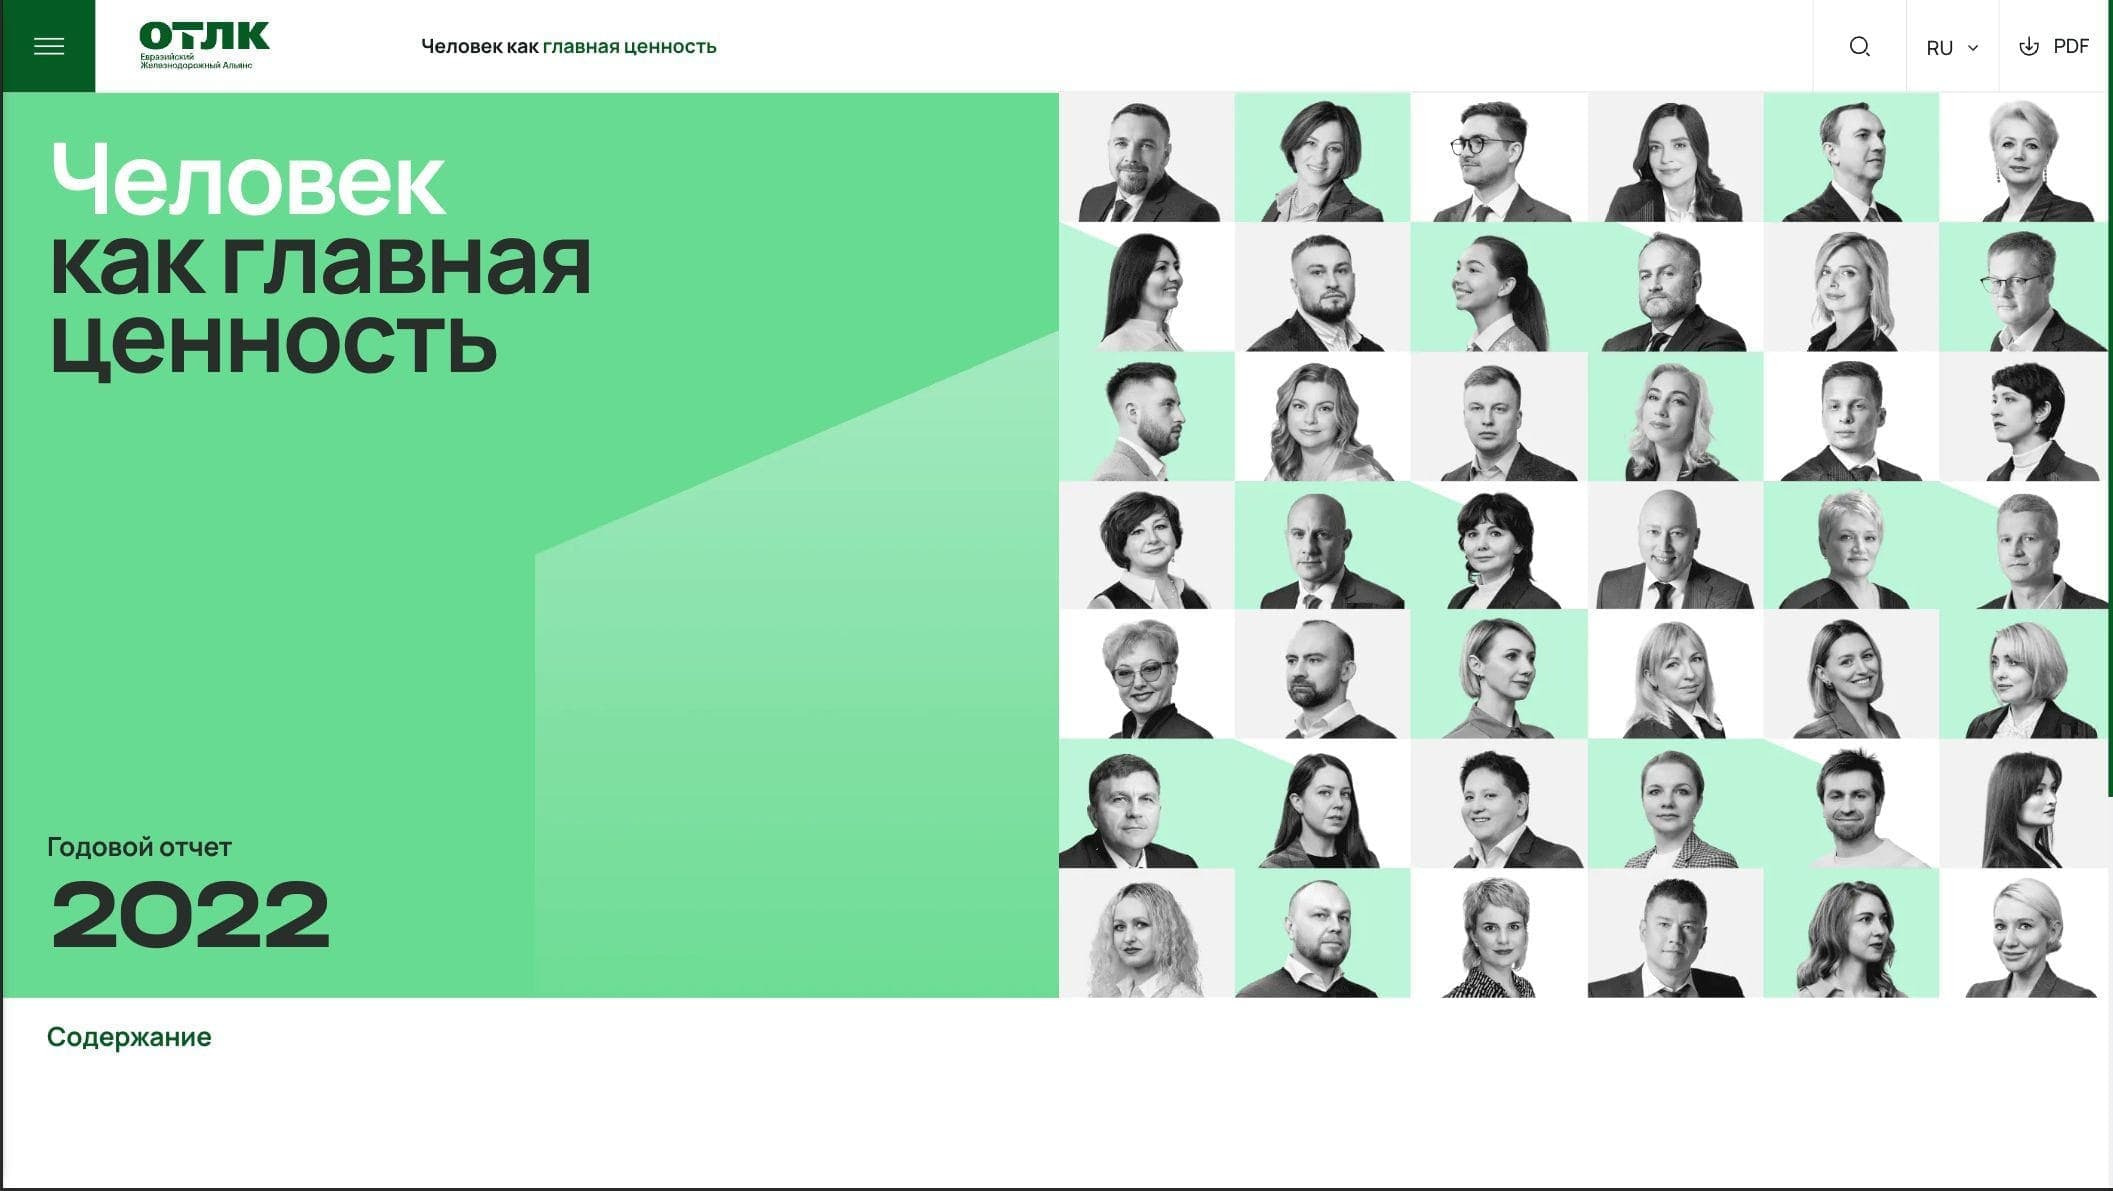 ОТЛК
Евразийский
Железнодорожный Альянс
Человек как главная ценность
RU
PDF
Человек
как главная
ценность
Годовой отчет
2022
Содержание